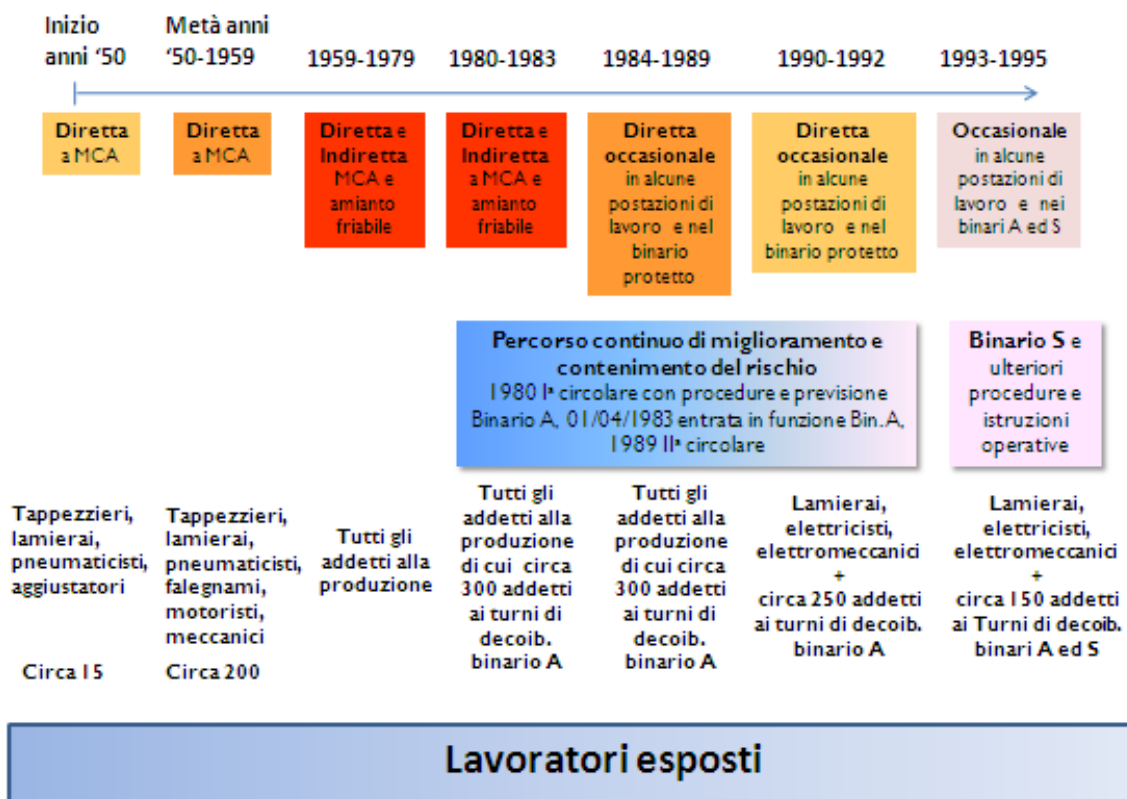 Inizio
anni ‘50
Metà anni
‘50-1959
1959-1979
1980-1983
1984-1989
1990-1992
1993-1995
Diretta
a MCA
Diretta
a MCA
Diretta e
Indiretta
MCA e
amianto
friabile
Diretta e
Indiretta
a MCA e
amianto
friabile
Diretta
occasionale
in alcune
postazioni di
lavoro e nel
binario
protetto
Diretta
occasionale
in alcune
postazioni di
lavoro e nel
binario protetto
Occasionale
in alcune
postazioni di
lavoro e nei
binari A ed S
Percorso continuo di miglioramento e
contenimento del rischio
1980 Iª circolare con procedure e previsione
Binario A, 01/04/1983 entrata in funzione Bin. A,
1989 IIª circolare
Binario S e
ulteriori
procedure e
istruzioni
operative
Tappezzieri,
lamierai,
pneumaticisti,
aggiustatori
Circa 15
Tappezzieri,
lamierai,
pneumaticisti,
falegnami,
motoristi,
meccanici
Circa 200
Tutti gli
addetti alla
produzione
Tutti gli
addetti alla
produzione
di cui circa
300 addetti
ai turni di
decoib.
binario A
Tutti gli
addetti alla
produzione
di cui circa
300 addetti
ai turni di
decoib.
binario A
Lamierai,
elettricisti,
elettromeccanici
+
circa 250 addetti
ai turni di decoib.
binario A
Lamierai,
elettricisti,
elettromeccanici
+
circa 150 addetti
ai Turni di decoib.
binari A ed S
Lavoratori esposti